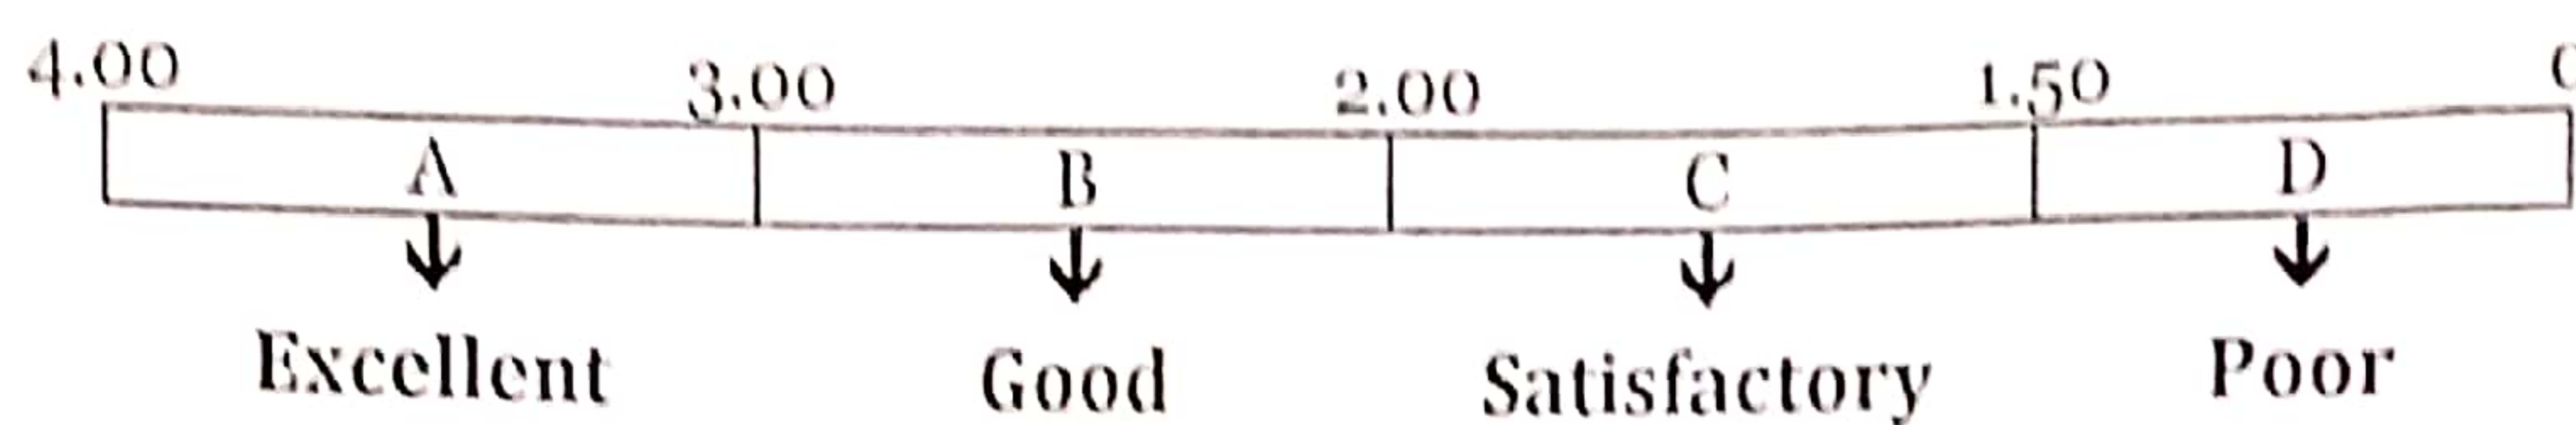 4.00 3.00 2.00 1.50
A B C D
Excellent Good Satisfactory Poor